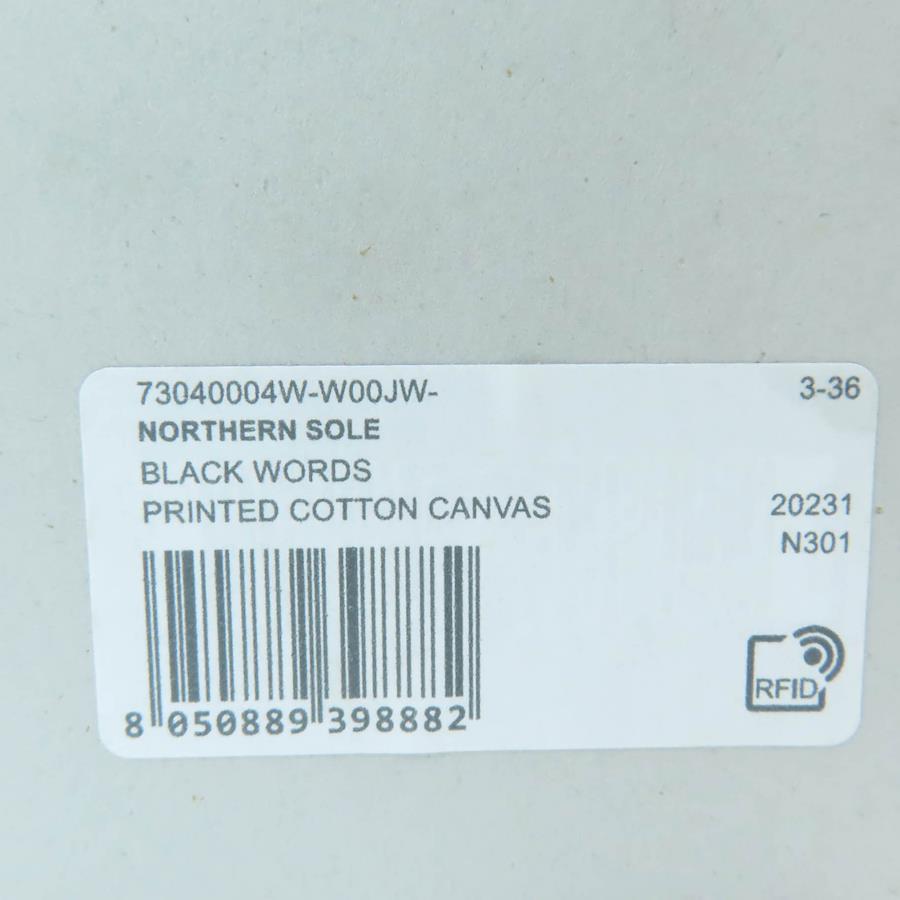 73040004W-W00JW-
3-36
NORTHERN SOLE
BLACK WORDS
PRINTED COTTON CANVAS
20231
N301
RFID
8 050889 398882